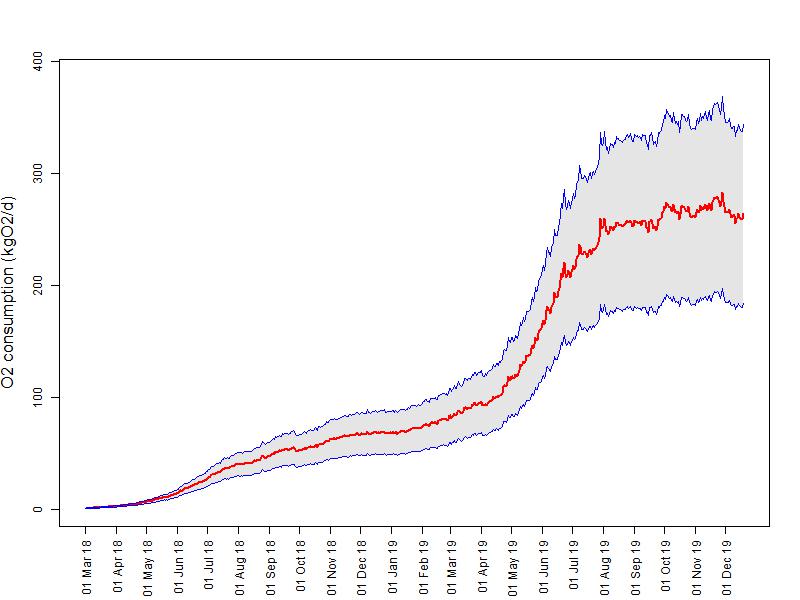 O2 consumption (kgO2/d)
400
300
200
100
0
01 Mar 18
01 Apr 18
01 May 18
01 Jun 18
01 Jul 18
01 Aug 18
01 Sep 18
01 Oct 18
01 Nov 18
01 Dec 18
01 Jan 19
01 Feb 19
01 Mar 19
01 Apr 19
01 May 19
01 Jun 19
01 Jul 19
01 Aug 19
01 Sep 19
01 Oct 19
01 Nov 19
01 Dec 19